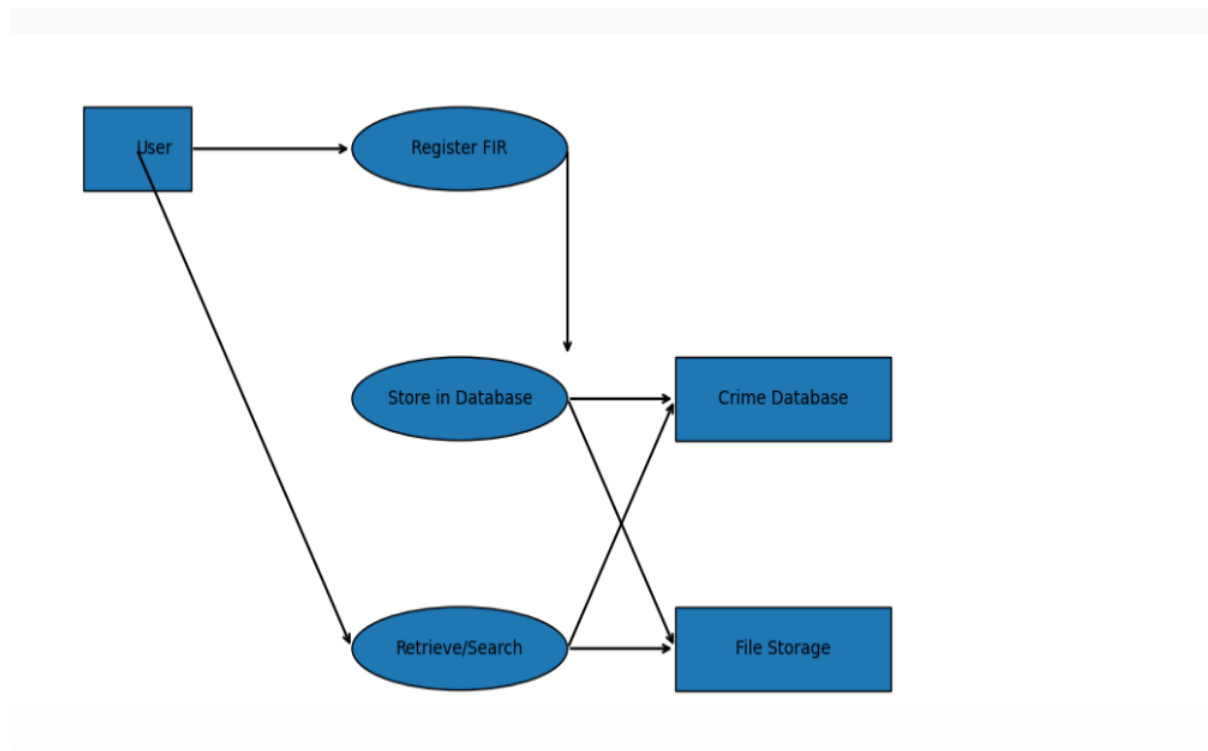 User
Register FIR
Store in Database
Crime Database
Retrieve/Search
File Storage